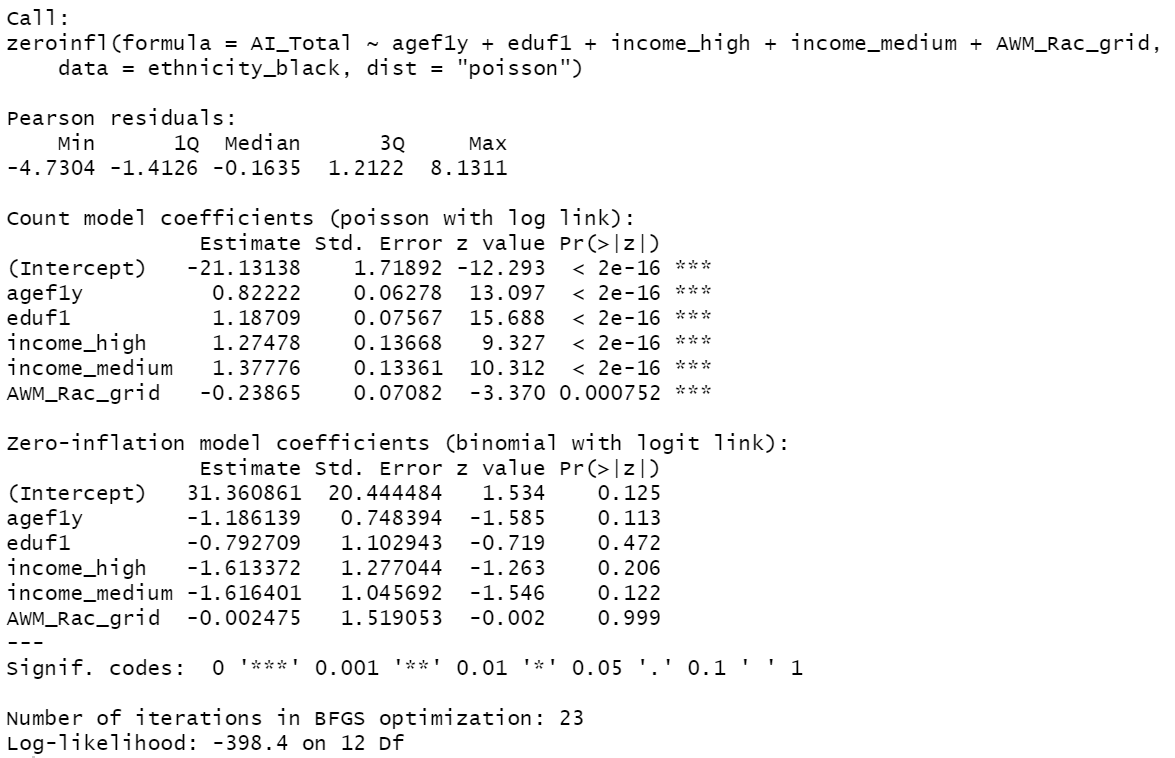 Call:
zeroinfl(formula = AI_Total ~ agef1y + eduf1 + income_high + income_medium + AWM_Rac_grid,
    data = ethnicity_black, dist = "poisson")

Pearson residuals:
    Min      1Q  Median      3Q     Max
-4.7304 -1.4126 -0.1635  1.2122  8.1311

Count model coefficients (poisson with log link):
               Estimate Std. Error z value Pr(>|z|)
(Intercept)   -21.13138    1.71892 -12.293  < 2e-16 ***
agef1y          0.82222    0.06278  13.097  < 2e-16 ***
eduf1           1.18709    0.07567  15.688  < 2e-16 ***
income_high     1.27478    0.13668   9.327  < 2e-16 ***
income_medium   1.37776    0.13361  10.312  < 2e-16 ***
AWM_Rac_grid   -0.23865    0.07082  -3.370 0.000752 ***

Zero-inflation model coefficients (binomial with logit link):
               Estimate Std. Error z value Pr(>|z|)
(Intercept)   31.360861  20.444484   1.534    0.125
agef1y        -1.186139   0.748394  -1.585    0.113
eduf1         -0.792709   1.102943  -0.719    0.472
income_high   -1.613372   1.277044  -1.263    0.206
income_medium -1.616401   1.045692  -1.546    0.122
AWM_Rac_grid  -0.002475   1.519053  -0.002    0.999
---
Signif. codes:  0 '***' 0.001 '**' 0.01 '*' 0.05 '.' 0.1 ' ' 1

Number of iterations in BFGS optimization: 23
Log-likelihood: -398.4 on 12 Df